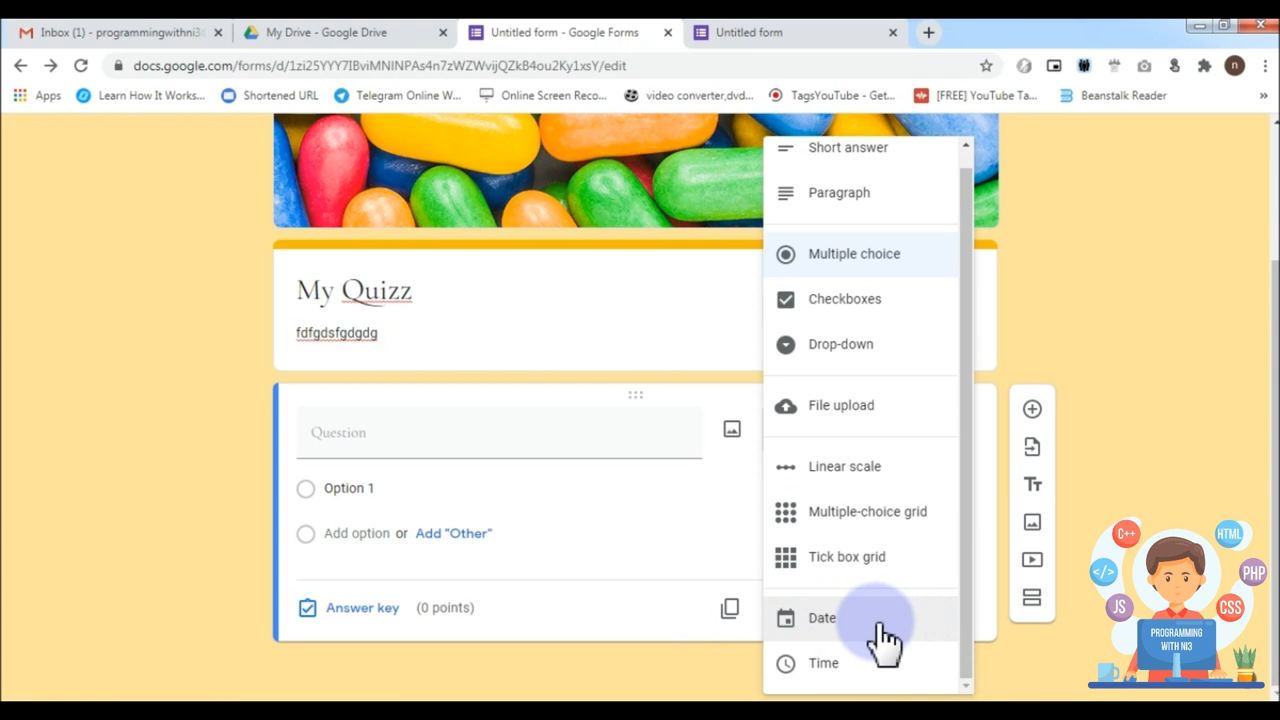 Inbox (1) - programmingwithni3
My Drive - Google Drive
Untitled form - Google Forms
Untitled form
docs.google.com/forms/d/1zi25YYY7IBviMNINPAs4n7zWZWvijQZkB4ou2Ky1xsY/edit
n
Apps
Learn How It Works...
Shortened URL
Telegram Online W...
Online Screen Reco...
video converter,dvd...
TagsYouTube - Get...
[FREE] YouTube Ta...
Beanstalk Reader
»
Short answer
Paragraph
Multiple choice
Checkboxes
Drop-down
File upload
Linear scale
Multiple-choice grid
Tick box grid
Date
Time
My Quizz
fdfgdsfgdgdg
Question
Option 1
Add option or Add "Other"
Answer key (0 points)
Tт
C++
HTML
</>
PHP
JS
CSS
PROGRAMMING
WITH NI3